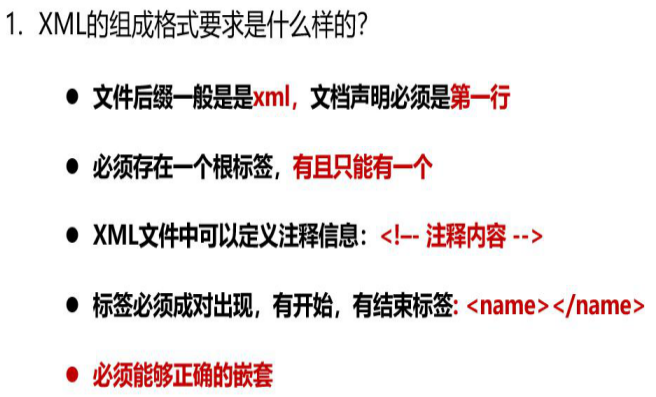 1. XML的组成格式要求是什么样的？
● 文件后缀一般是是xml，文档声明必须是第一行
● 必须存在一个根标签，有且只能有一个
● XML文件中可以定义注释信息：<!–- 注释内容 -->
● 标签必须成对出现，有开始，有结束标签: <name></name>
● 必须能够正确的嵌套